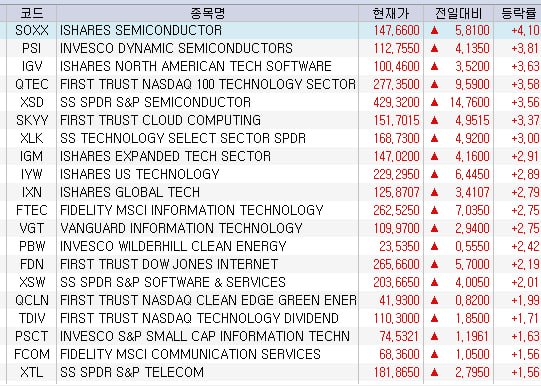 코드 종목명 현재가 전일대비 등락률
SOXX ISHARES SEMICONDUCTOR 147,6600 ▲ 5,8100 +4,10
PSI INVESCO DYNAMIC SEMICONDUCTORS 112,7550 ▲ 4,1350 +3,81
IGV ISHARES NORTH AMERICAN TECH SOFTWARE 100,4600 ▲ 3,5200 +3,63
QTEC FIRST TRUST NASDAQ 100 TECHNOLOGY SECTOR 277,3500 ▲ 9,5900 +3,58
XSD SS SPDR S&P SEMICONDUCTOR 429,3200 ▲ 14,7600 +3,56
SKYY FIRST TRUST CLOUD COMPUTING 151,7015 ▲ 4,9515 +3,37
XLK SS TECHNOLOGY SELECT SECTOR SPDR 168,7300 ▲ 4,9200 +3,00
IGM ISHARES EXPANDED TECH SECTOR 147,0200 ▲ 4,1600 +2,91
IYW ISHARES US TECHNOLOGY 229,2950 ▲ 6,4450 +2,89
IXN ISHARES GLOBAL TECH 125,8707 ▲ 3,4107 +2,79
FTEC FIDELITY MSCI INFORMATION TECHNOLOGY 262,5250 ▲ 7,0350 +2,75
VGT VANGUARD INFORMATION TECHNOLOGY 109,9700 ▲ 2,9400 +2,75
PBW INVESCO WILDERHILL CLEAN ENERGY 23,5350 ▲ 0,5550 +2,42
FDN FIRST TRUST DOW JONES INTERNET 265,6600 ▲ 5,7000 +2,19
XSW SS SPDR S&P SOFTWARE & SERVICES 203,6650 ▲ 4,0050 +2,01
QCLN FIRST TRUST NASDAQ CLEAN EDGE GREEN ENER 41,9300 ▲ 0,8200 +1,99
TDIV FIRST TRUST NASDAQ TECHNOLOGY DIVIDEND 110,3000 ▲ 1,8500 +1,71
PSCT INVESCO S&P SMALL CAP INFORMATION TECHN 74,5321 ▲ 1,1961 +1,63
FCOM FIDELITY MSCI COMMUNICATION SERVICES 68,3600 ▲ 1,0500 +1,56
XTL SS SPDR S&P TELECOM 181,8650 ▲ 2,7950 +1,56